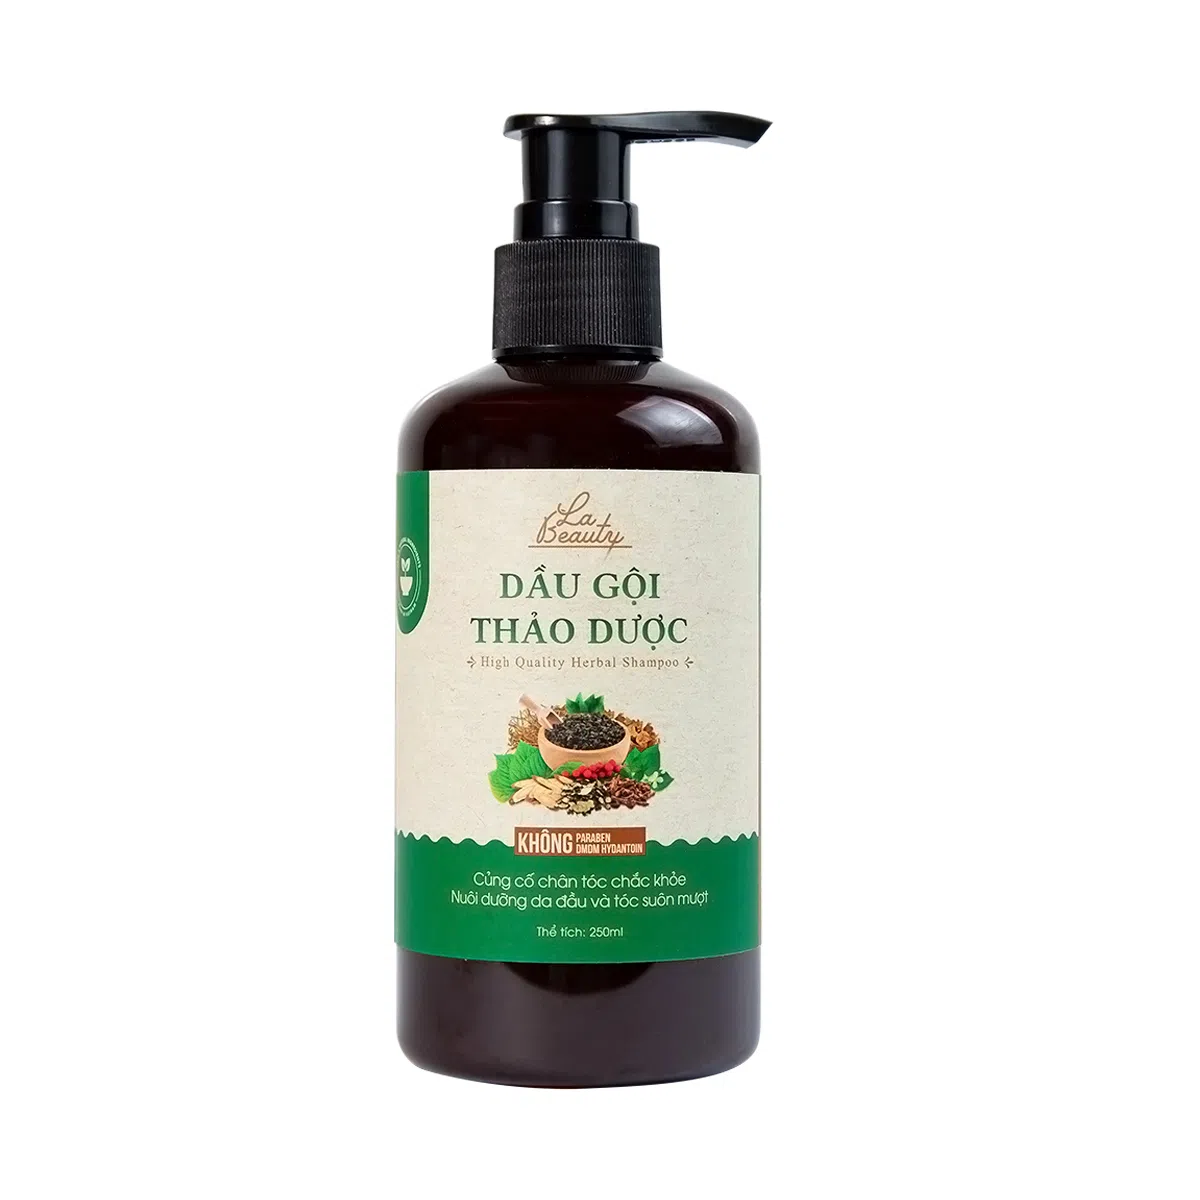 La
Beauty
DẦU GỘI
THẢO DƯỢC
High Quality Herbal Shampoo
KHÔNG PARABEN
DMDM HYDANTOIN
Củng cố chân tóc chắc khỏe
Nuôi dưỡng da đầu và tóc suôn mượt
Thể tích: 250ml